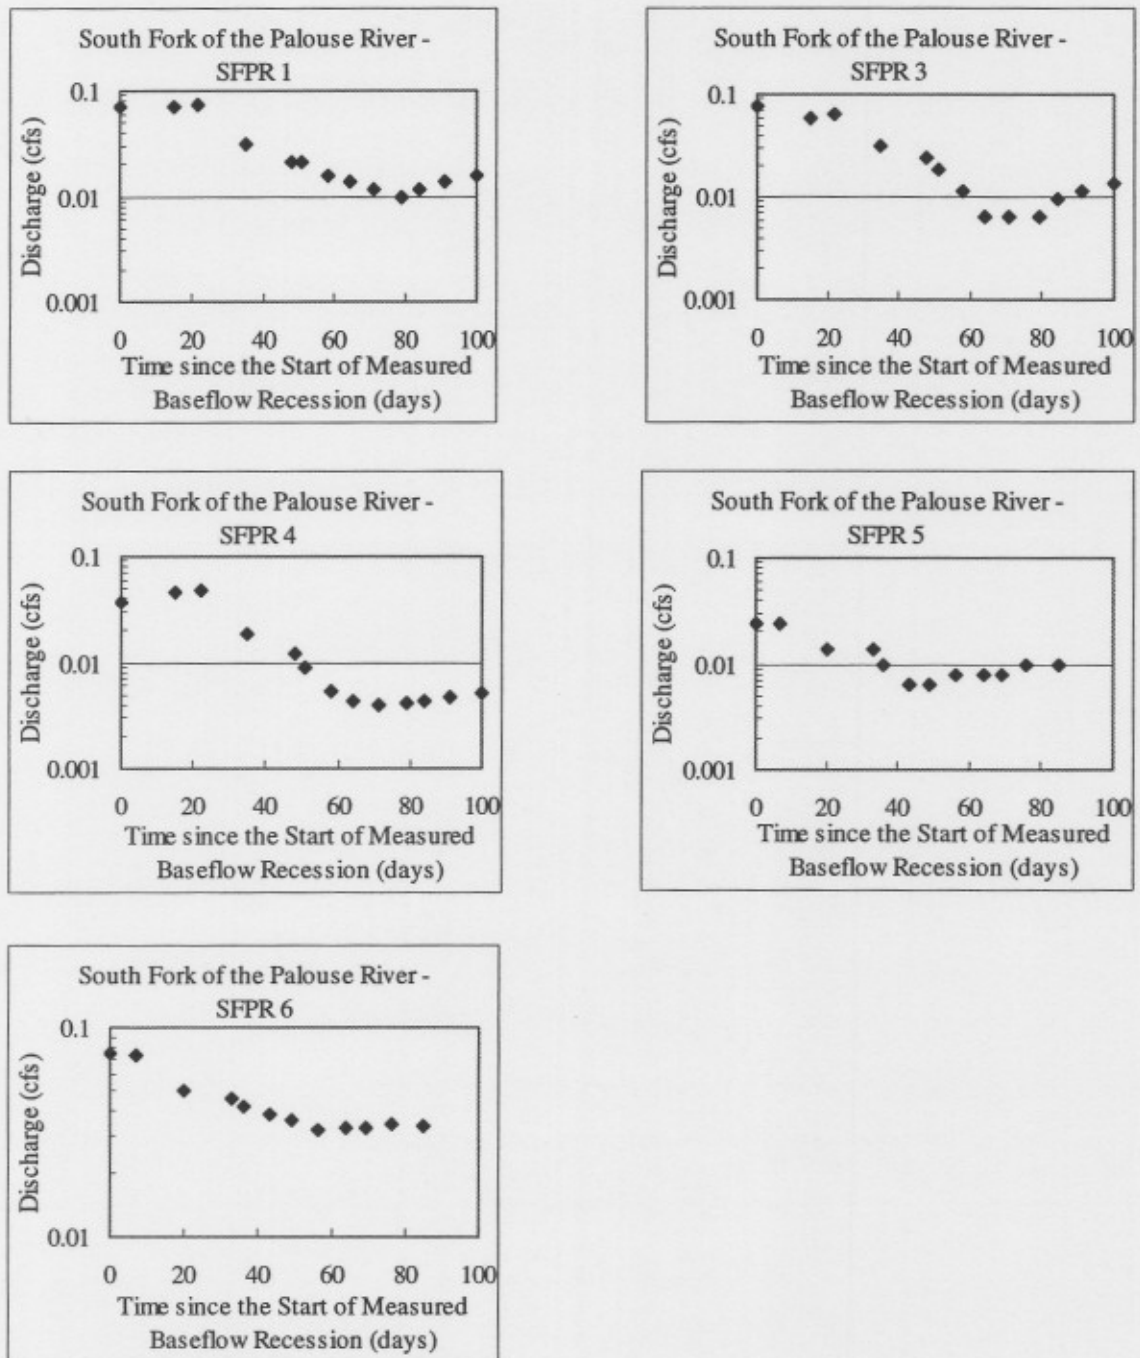 South Fork of the Palouse River -
SFPR 1
0.1
0.01
0.001
Discharge (cfs)
0 20 40 60 80 100
Time since the Start of Measured
Baseflow Recession (days)
South Fork of the Palouse River -
SFPR 3
0.1
0.01
0.001
Discharge (cfs)
0 20 40 60 80 100
Time since the Start of Measured
Baseflow Recession (days)
South Fork of the Palouse River -
SFPR 4
0.1
0.01
0.001
Discharge (cfs)
0 20 40 60 80 100
Time since the Start of Measured
Baseflow Recession (days)
South Fork of the Palouse River -
SFPR 5
0.1
0.01
0.001
Discharge (cfs)
0 20 40 60 80 100
Time since the Start of Measured
Baseflow Recession (days)
South Fork of the Palouse River -
SFPR 6
0.1
0.01
Discharge (cfs)
0 20 40 60 80 100
Time since the Start of Measured
Baseflow Recession (days)